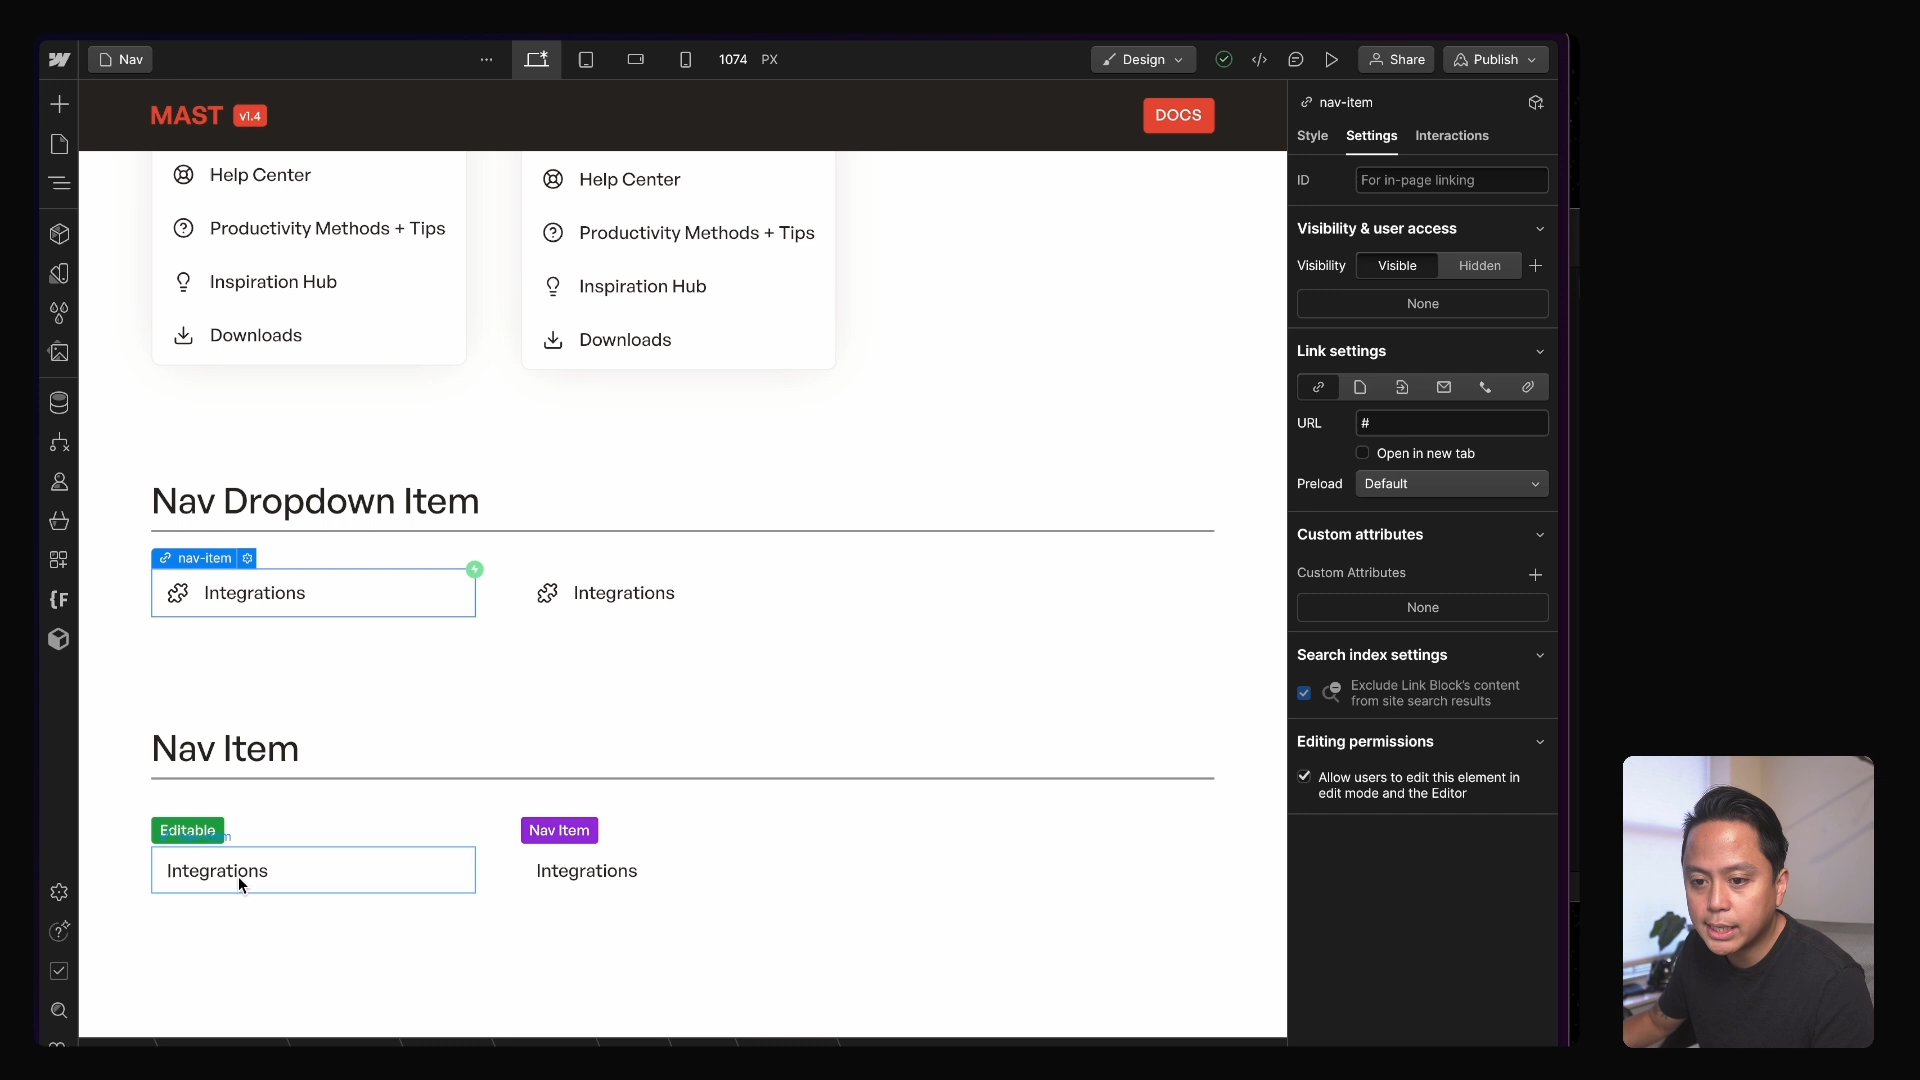 Nav
1074 PX
Design
Share
Publish
MAST v1.4
DOCS
Help Center
Productivity Methods + Tips
Inspiration Hub
Downloads
Help Center
Productivity Methods + Tips
Inspiration Hub
Downloads
Nav Dropdown Item
nav-item
Integrations
Integrations
Nav Item
Editable
Integrations
Nav Item
Integrations
nav-item
Style Settings Interactions
ID For in-page linking
Visibility & user access
Visibility Visible Hidden
None
Link settings
URL #
Open in new tab
Preload Default
Custom attributes
Custom Attributes
None
Search index settings
Exclude Link Block's content
from site search results
Editing permissions
Allow users to edit this element in
edit mode and the Editor